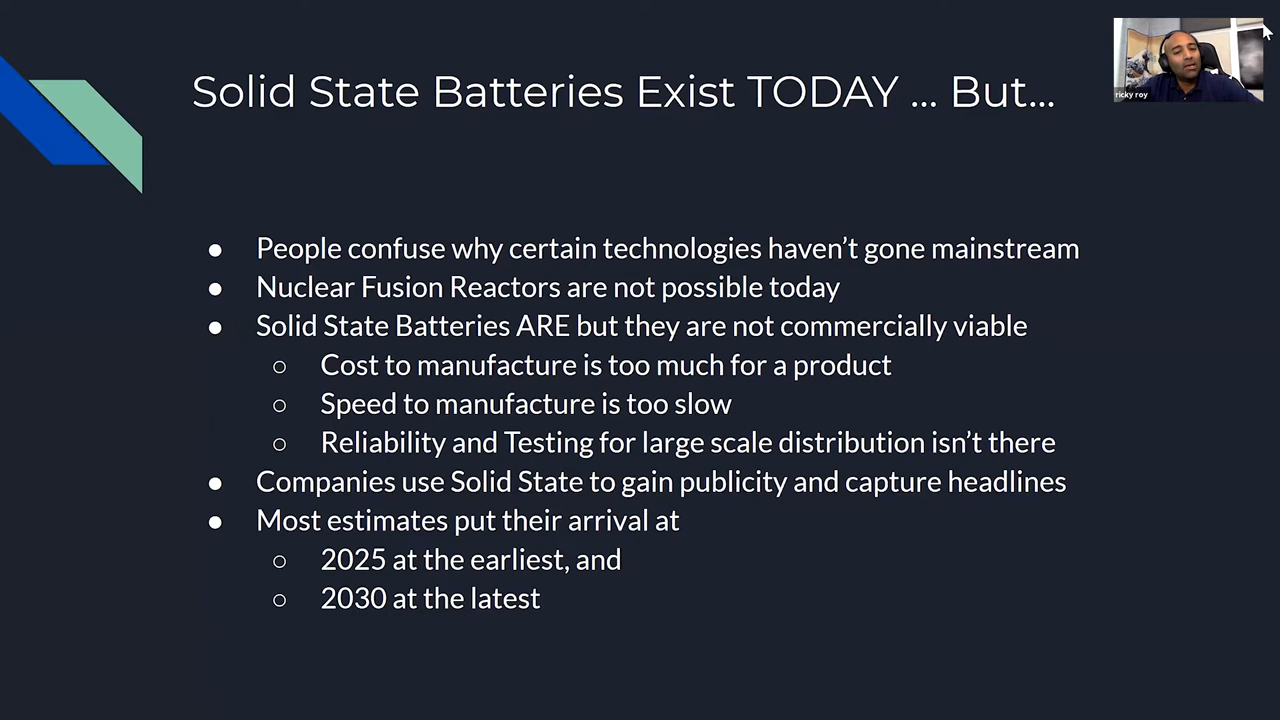 Solid State Batteries Exist TODAY ... But...
ricky roy
● People confuse why certain technologies haven’t gone mainstream
● Nuclear Fusion Reactors are not possible today
● Solid State Batteries ARE but they are not commercially viable
○ Cost to manufacture is too much for a product
○ Speed to manufacture is too slow
○ Reliability and Testing for large scale distribution isn’t there
● Companies use Solid State to gain publicity and capture headlines
● Most estimates put their arrival at
○ 2025 at the earliest, and
○ 2030 at the latest